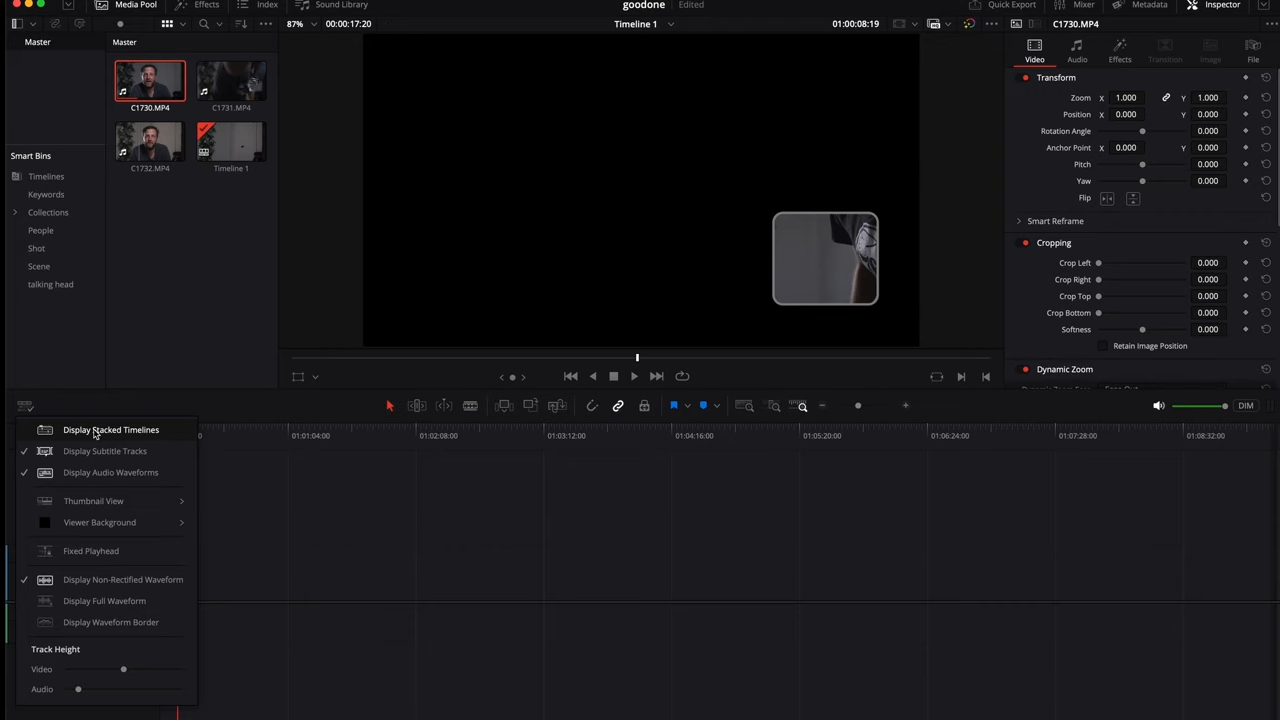 Media Pool
Effects
Index
Sound Library
goodone
Edited
Quick Export
Mixer
Metadata
Inspector
87%
00:00:17:20
Timeline 1
01:00:08:19
C1730.MP4
Master
Master
C1730.MP4
C1731.MP4
C1732.MP4
Timeline 1
Smart Bins
Timelines
Keywords
Collections
People
Shot
Scene
talking head
Video
Audio
Effects
Transition
Image
File
Transform
Zoom X 1.000 Y 1.000
Position X 0.000 Y 0.000
Rotation Angle 0.000
Anchor Point X 0.000 Y 0.000
Pitch 0.000
Yaw 0.000
Flip
Smart Reframe
Cropping
Crop Left 0.000
Crop Right 0.000
Crop Top 0.000
Crop Bottom 0.000
Softness 0.000
Retain Image Position
Dynamic Zoom
DIM
01:01:04:00
01:02:08:00
01:03:12:00
01:04:16:00
01:05:20:00
01:06:24:00
01:07:28:00
01:08:32:00
Display Stacked Timelines
Display Subtitle Tracks
Display Audio Waveforms
Thumbnail View
Viewer Background
Fixed Playhead
Display Non-Rectified Waveform
Display Full Waveform
Display Waveform Border
Track Height
Video
Audio